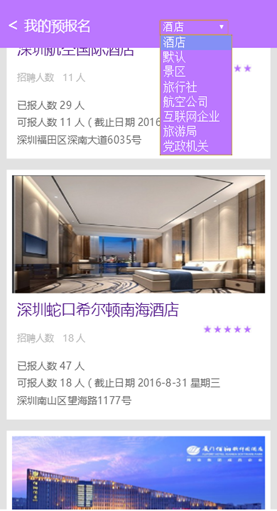 < 我的预报名
酒店
酒店
默认
景区
旅行社
航空公司
互联网企业
旅游局
党政机关
深圳航空国际酒店
招聘人数 11 人
已报人数 29 人
可报人数 11 人 ( 截止日期 2016
深圳福田区深南大道6035号
深圳蛇口希尔顿南海酒店
招聘人数 18 人
已报人数 47 人
可报人数 18 人 ( 截止日期 2016-8-31 星期三
深圳南山区望海路1177号